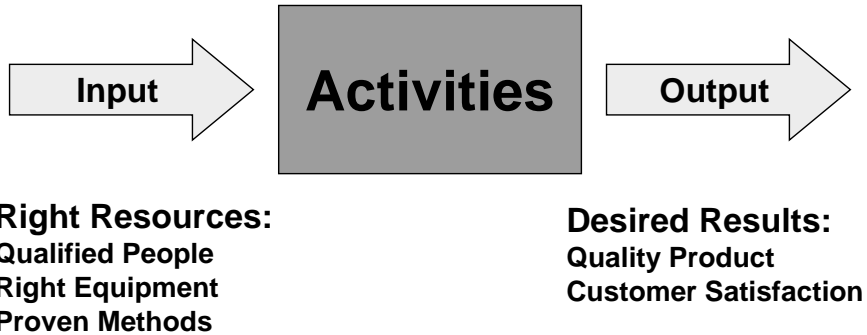 Input
Activities
Output
Right Resources:
Qualified People
Right Equipment
Proven Methods
Desired Results:
Quality Product
Customer Satisfaction